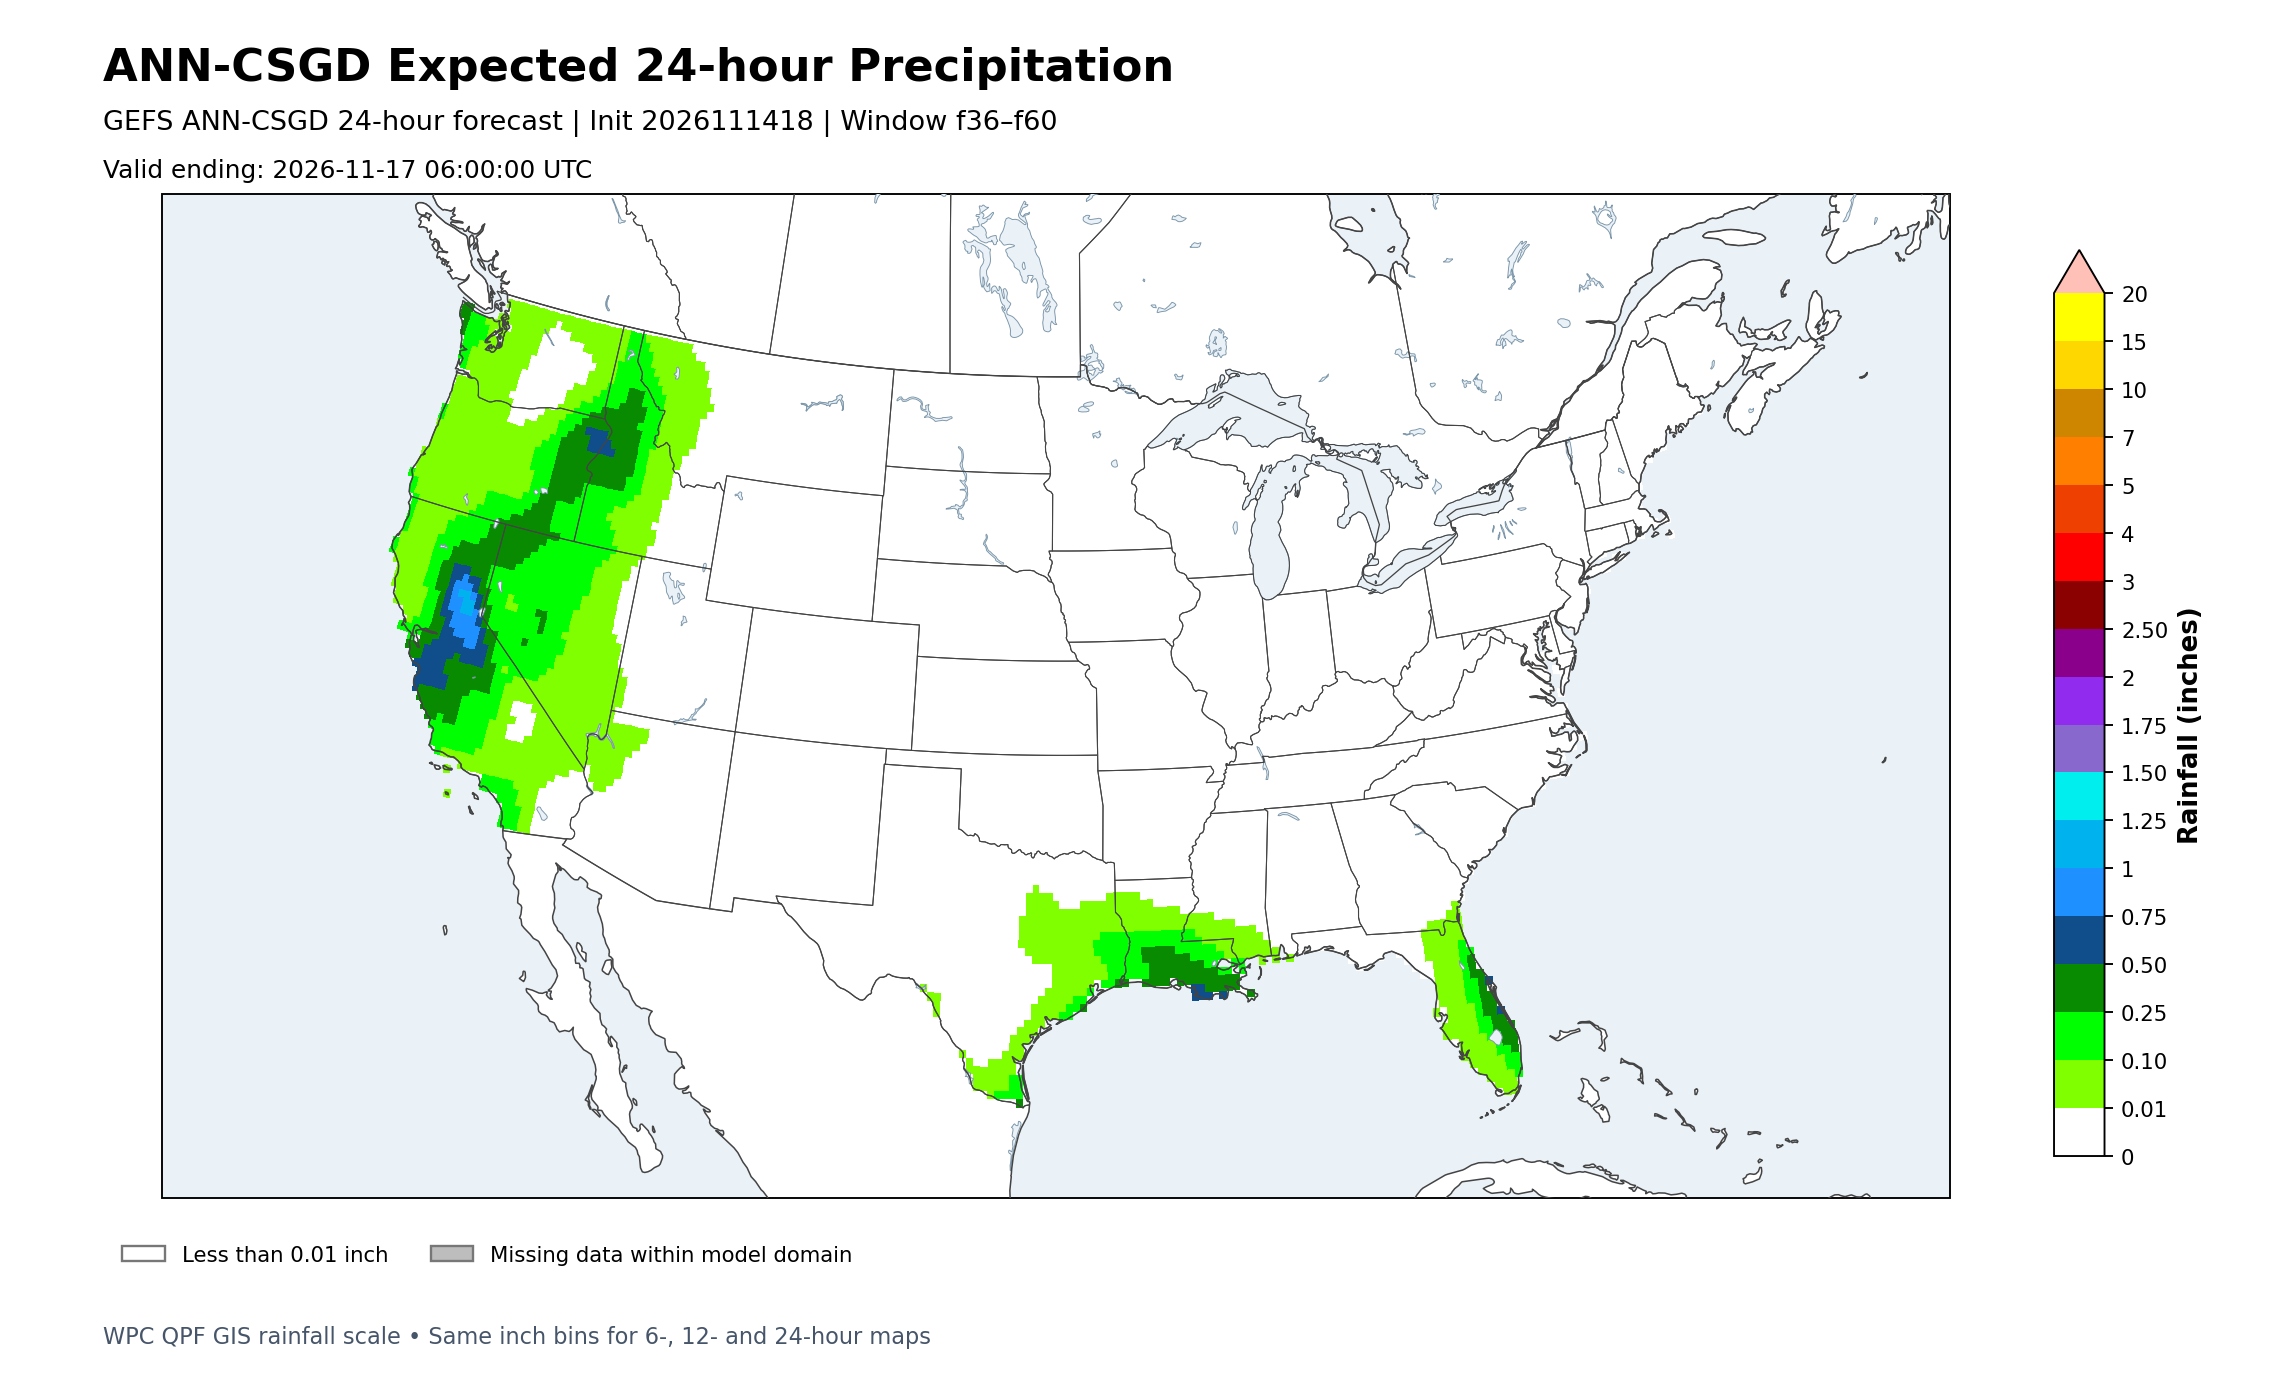 ANN-CSGD Expected 24-hour Precipitation
GEFS ANN-CSGD 24-hour forecast | Init 2026111418 | Window f36–f60
Valid ending: 2026-11-17 06:00:00 UTC
20
15
10
7
5
4
3
2.50
2
1.75
1.50
1.25
1
0.75
0.50
0.25
0.10
0.01
0
Rainfall (inches)
Less than 0.01 inch
Missing data within model domain
WPC QPF GIS rainfall scale • Same inch bins for 6-, 12- and 24-hour maps